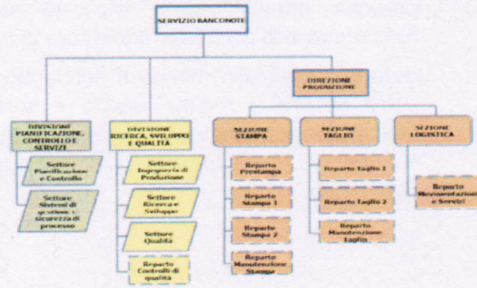 SERVIZIO BANCONOTE
DIREZIONE
PRODUZIONE
DIVISIONE
PIANIFICAZIONE,
CONTROLLO E
SERVIZI
DIVISIONE
RICERCA, SVILUPPO
E QUALITÀ
SEZIONE
STAMPA
SEZIONE
TAGLIO
SEZIONE
LOGISTICA
Settore
Pianificazione
e Controllo
Settore
Sistemi di
gestione e
sicurezza di
processo
Settore
Ingegneria di
Produzione
Settore
Ricerca e
Sviluppo
Settore
Qualità
Reparto
Controlli di
qualità
Reparto
Prestampa
Reparto
Stampa 1
Reparto
Stampa 2
Reparto
Manutenzione
Stampa
Reparto Taglio 1
Reparto Taglio 2
Reparto
Manutenzione
Taglio
Reparto
Movimentazione
e Servizi